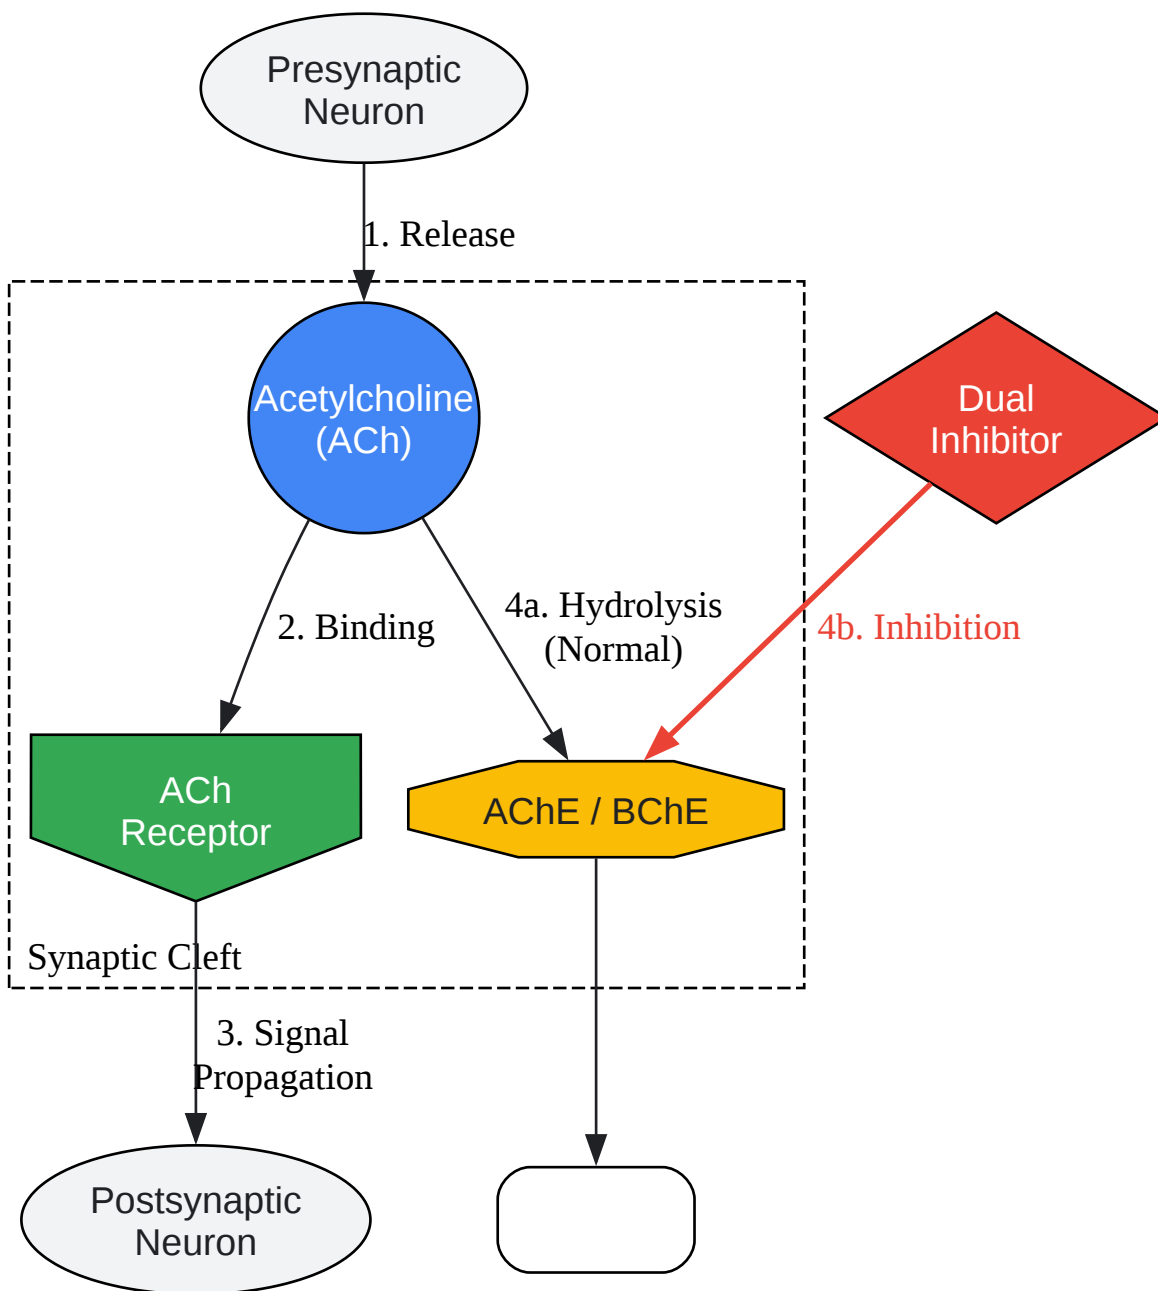 Presynaptic
Neuron
1. Release
Acetylcholine
(ACh)
Dual
Inhibitor
2. Binding
4a. Hydrolysis
(Normal)
4b. Inhibition
ACh
Receptor
AChE / BChE
Synaptic Cleft
3. Signal
Propagation
Postsynaptic
Neuron